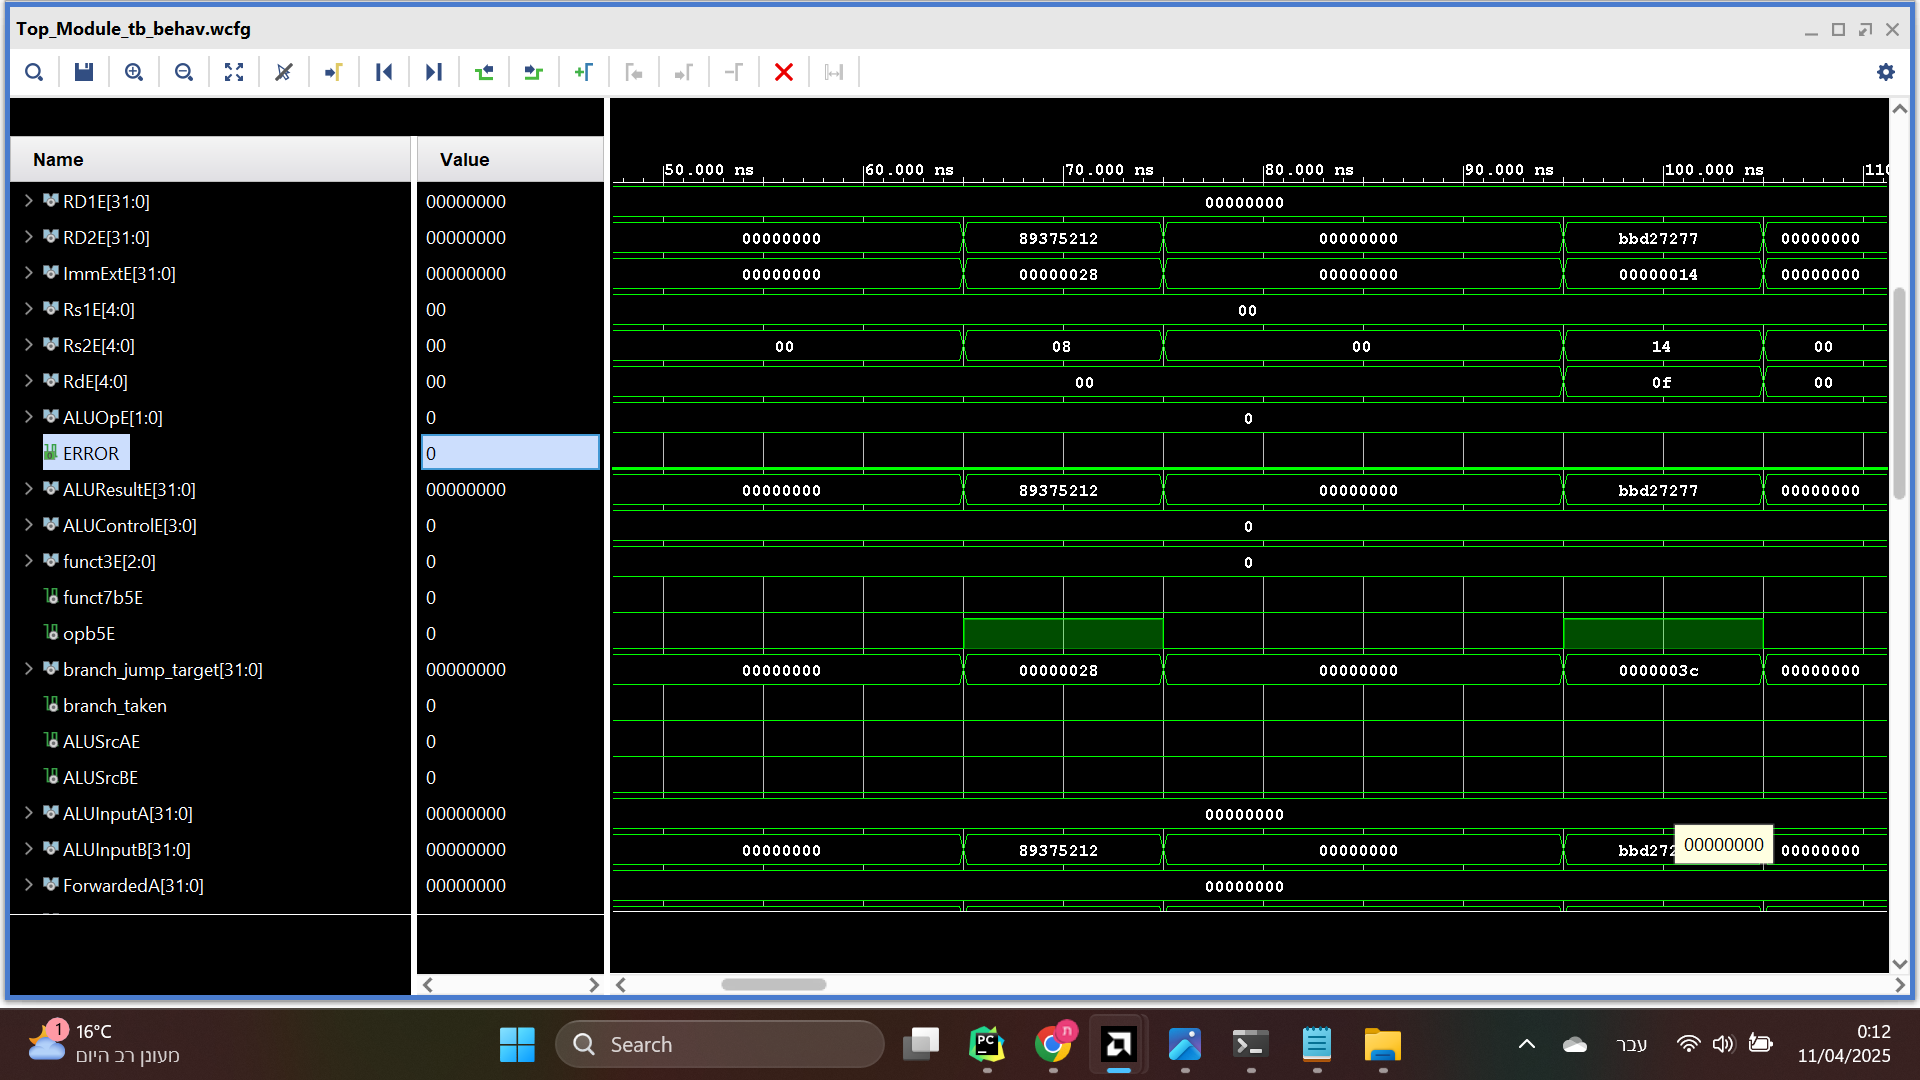 Top_Module_tb_behav.wcfg
Name Value
50.000 ns 60.000 ns 70.000 ns 80.000 ns 90.000 ns 100.000 ns 110
RD1E[31:0] 00000000 00000000
RD2E[31:0] 00000000 00000000 89375212 00000000 bbd27277 00000000
ImmExtE[31:0] 00000000 00000000 00000028 00000000 00000014 00000000
Rs1E[4:0] 00 00
Rs2E[4:0] 00 00 08 00 14 00
RdE[4:0] 00 00 0f 00
ALUOpE[1:0] 0 0
ERROR 0
ALUResultE[31:0] 00000000 00000000 89375212 00000000 bbd27277 00000000
ALUControlE[3:0] 0 0
funct3E[2:0] 0 0
funct7b5E 0
opb5E 0
branch_jump_target[31:0] 00000000 00000000 00000028 00000000 0000003c 00000000
branch_taken 0
ALUSrcAE 0
ALUSrcBE 0
ALUInputA[31:0] 00000000 00000000
ALUInputB[31:0] 00000000 00000000 89375212 00000000 bbd272 00000000 00000000
ForwardedA[31:0] 00000000 00000000
1 16°C
מעונן רב היום
Search
PC
ת
עבר
0:12
11/04/2025